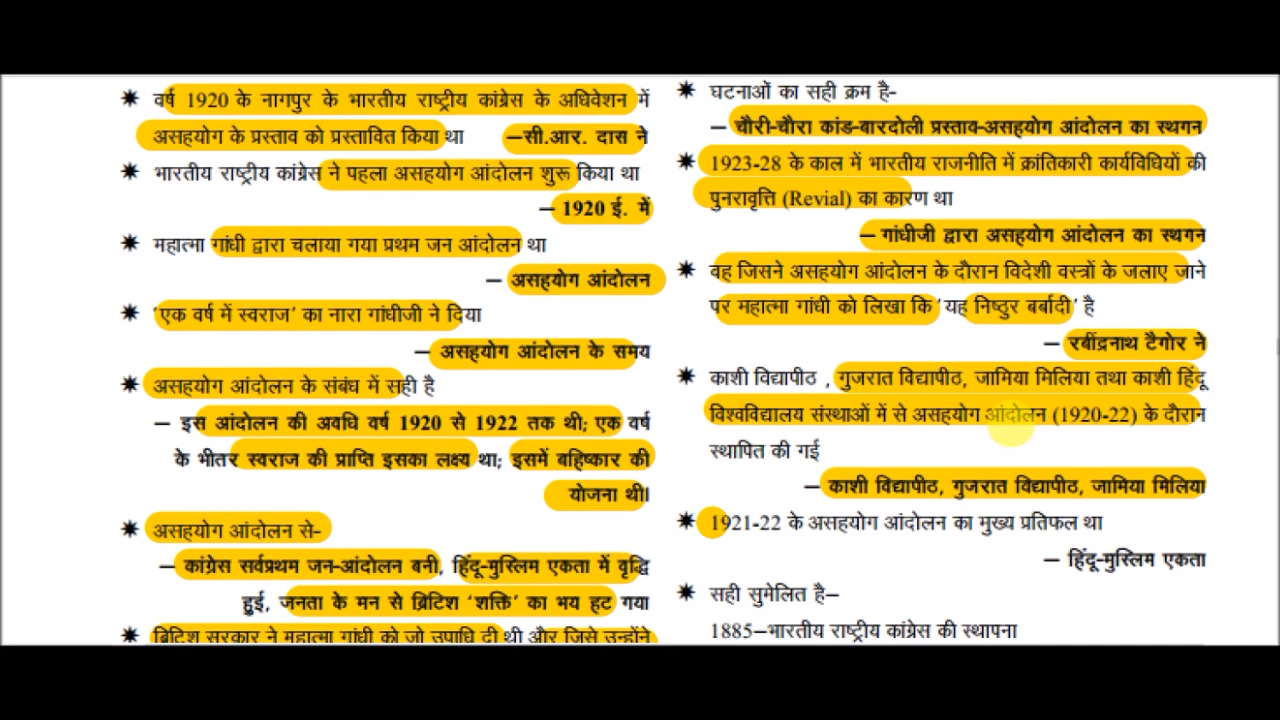 ✷ वर्ष 1920 के नागपुर के भारतीय राष्ट्रीय कांग्रेस के अधिवेशन में
असहयोग के प्रस्ताव को प्रस्तावित किया था –सी.आर. दास ने
✷ भारतीय राष्ट्रीय कांग्रेस ने पहला असहयोग आंदोलन शुरू किया था
– 1920 ई. में
✷ महात्मा गांधी द्वारा चलाया गया प्रथम जन आंदोलन था
– असहयोग आंदोलन
✷ 'एक वर्ष में स्वराज' का नारा गांधीजी ने दिया
– असहयोग आंदोलन के समय
✷ असहयोग आंदोलन के संबंध में सही है
– इस आंदोलन की अवधि वर्ष 1920 से 1922 तक थी; एक वर्ष
के भीतर स्वराज की प्राप्ति इसका लक्ष्य था; इसमें बहिष्कार की
योजना थी।
✷ असहयोग आंदोलन से-
– कांग्रेस सर्वप्रथम जन-आंदोलन बनी, हिंदू-मुस्लिम एकता में वृद्धि
हुई, जनता के मन से ब्रिटिश 'शक्ति' का भय हट गया
✷ ब्रिटिश सरकार ने महात्मा गांधी को जो उपाधि दी थी और जिसे उन्होंने
✷ घटनाओं का सही क्रम है-
– चौरी-चौरा कांड-बारदोली प्रस्ताव-असहयोग आंदोलन का स्थगन
✷ 1923-28 के काल में भारतीय राजनीति में क्रांतिकारी कार्यविधियों की
पुनरावृत्ति (Revial) का कारण था
– गांधीजी द्वारा असहयोग आंदोलन का स्थगन
✷ वह जिसने असहयोग आंदोलन के दौरान विदेशी वस्त्रों के जलाए जाने
पर महात्मा गांधी को लिखा कि 'यह निष्ठुर बर्बादी' है
– रबींद्रनाथ टैगोर ने
✷ काशी विद्यापीठ , गुजरात विद्यापीठ, जामिया मिलिया तथा काशी हिंदू
विश्वविद्यालय संस्थाओं में से असहयोग आंदोलन (1920-22) के दौरान
स्थापित की गई
– काशी विद्यापीठ, गुजरात विद्यापीठ, जामिया मिलिया
✷ 1921-22 के असहयोग आंदोलन का मुख्य प्रतिफल था
– हिंदू-मुस्लिम एकता
✷ सही सुमेलित है–
1885–भारतीय राष्ट्रीय कांग्रेस की स्थापना